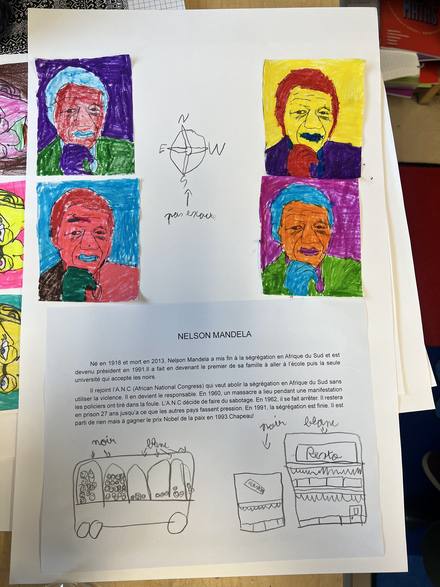 N
E W
S
pas exact
NELSON MANDELA
Né en 1918 et mort en 2013, Nelson Mandela a mis fin à la ségrégation en Afrique du Sud et est
devenu président en 1991.Il a fait en devenant le premier de sa famille à aller à l'école puis la seule
université qui accepte les noirs.
Il rejoint l'A.N.C (African National Congress) qui veut abolir la ségrégation en Afrique du Sud sans
utiliser la violence. Il en devient le responsable. En 1960, un massacre a lieu pendant une manifestation
les policiers ont tiré dans la foule. L'A.N.C décide de faire du sabotage. En 1962, il se fait arrêter. Il restera
en prison 27 ans jusqu'a ce que les autres pays fassent pression. En 1991, la ségrégation est finie. Il est
parti de rien mais a gagner le prix Nobel de la paix en 1993.Chapeau!
noir blanc
noir blanc
Resto